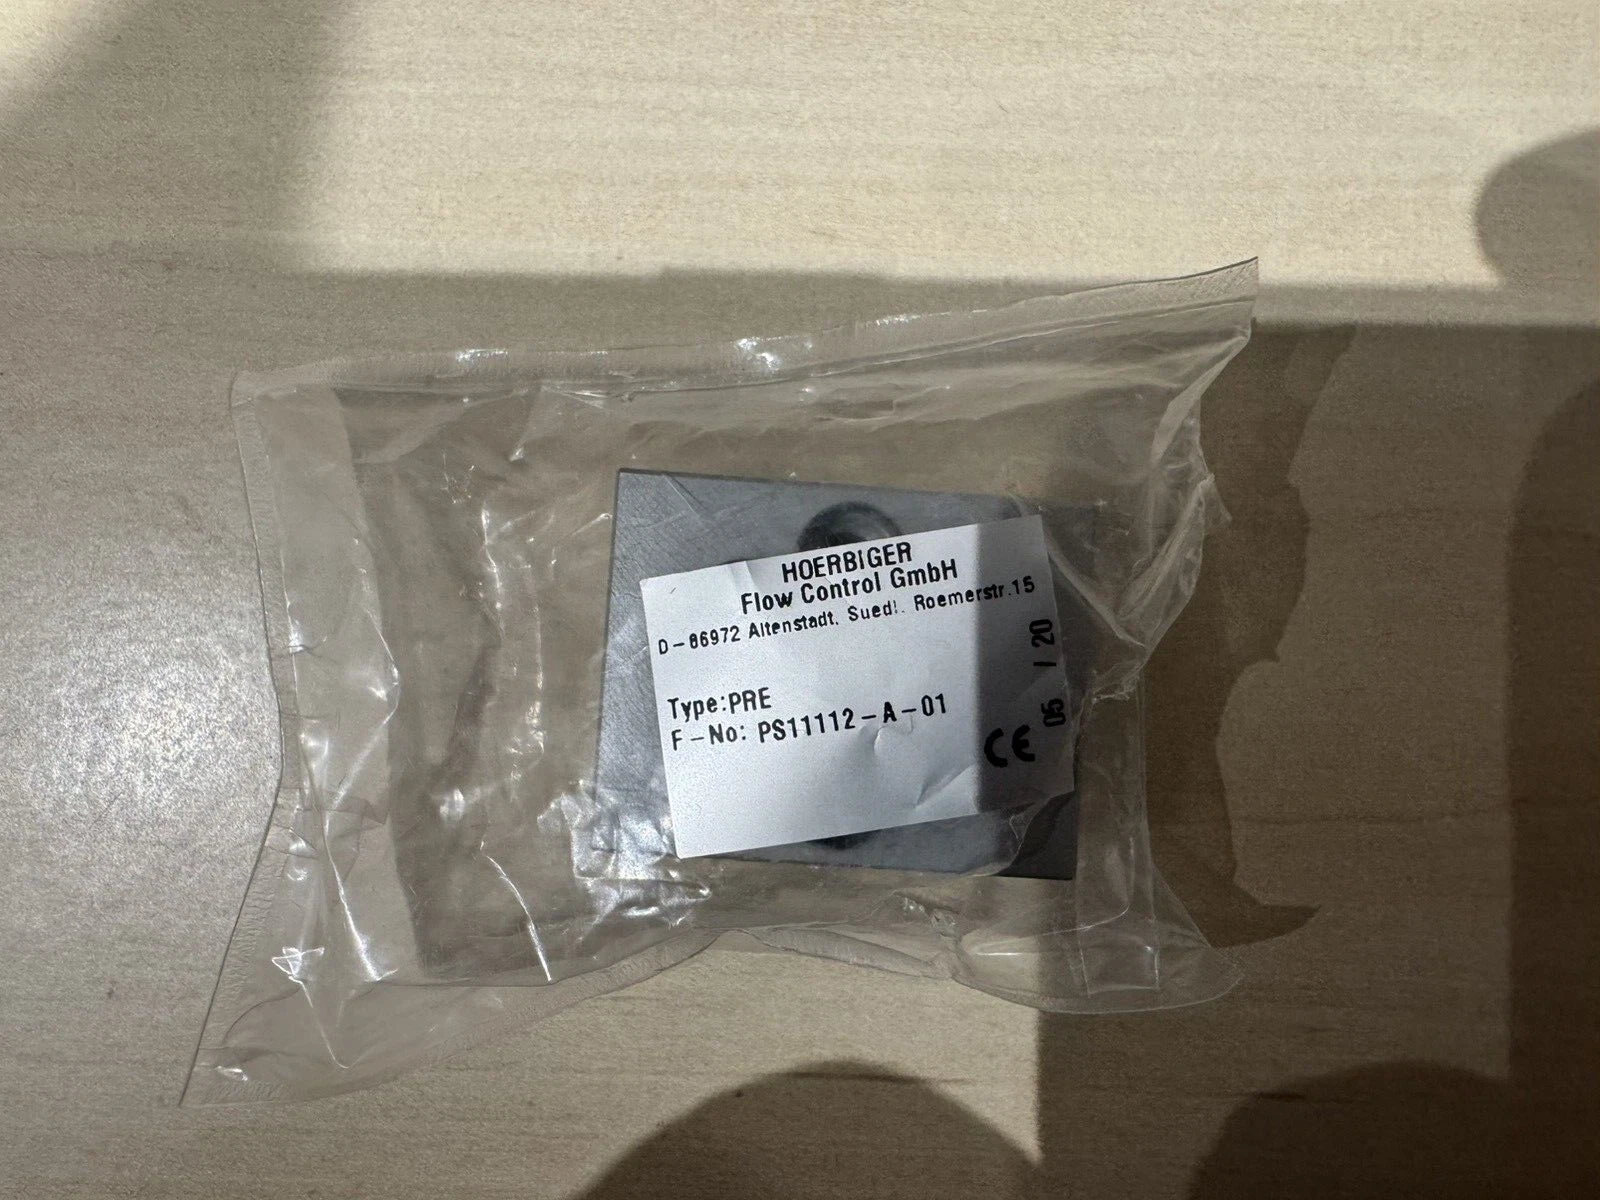 HOERBIGER
Flow Control GmbH
D-86972 Altenstadt, Suedl. Roemerstr.15
Type:PRE
F-No: PS11112-A-01
CE
05 / 20